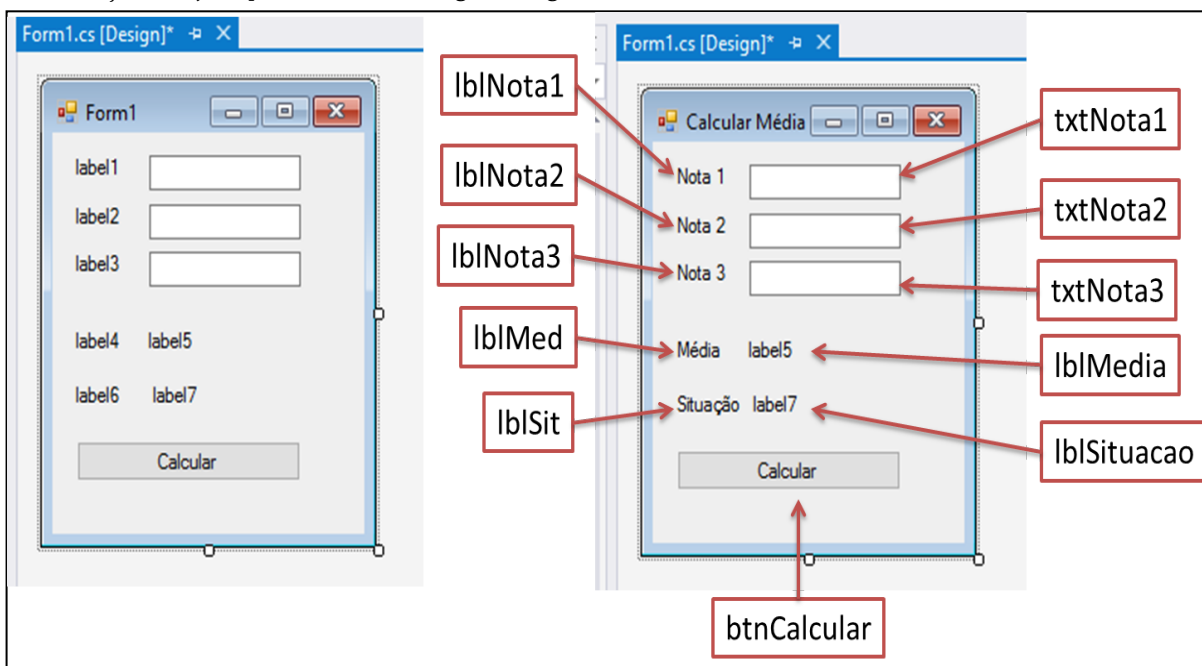 Form1.cs [Design]*
Form1
label1
label2
label3
label4 label5
label6 label7
Calcular
Form1.cs [Design]*
Calcular Média
Nota 1
Nota 2
Nota 3
Média label5
Situação label7
Calcular
lblNota1
lblNota2
lblNota3
lblMed
lblSit
txtNota1
txtNota2
txtNota3
lblMedia
lblSituacao
btnCalcular